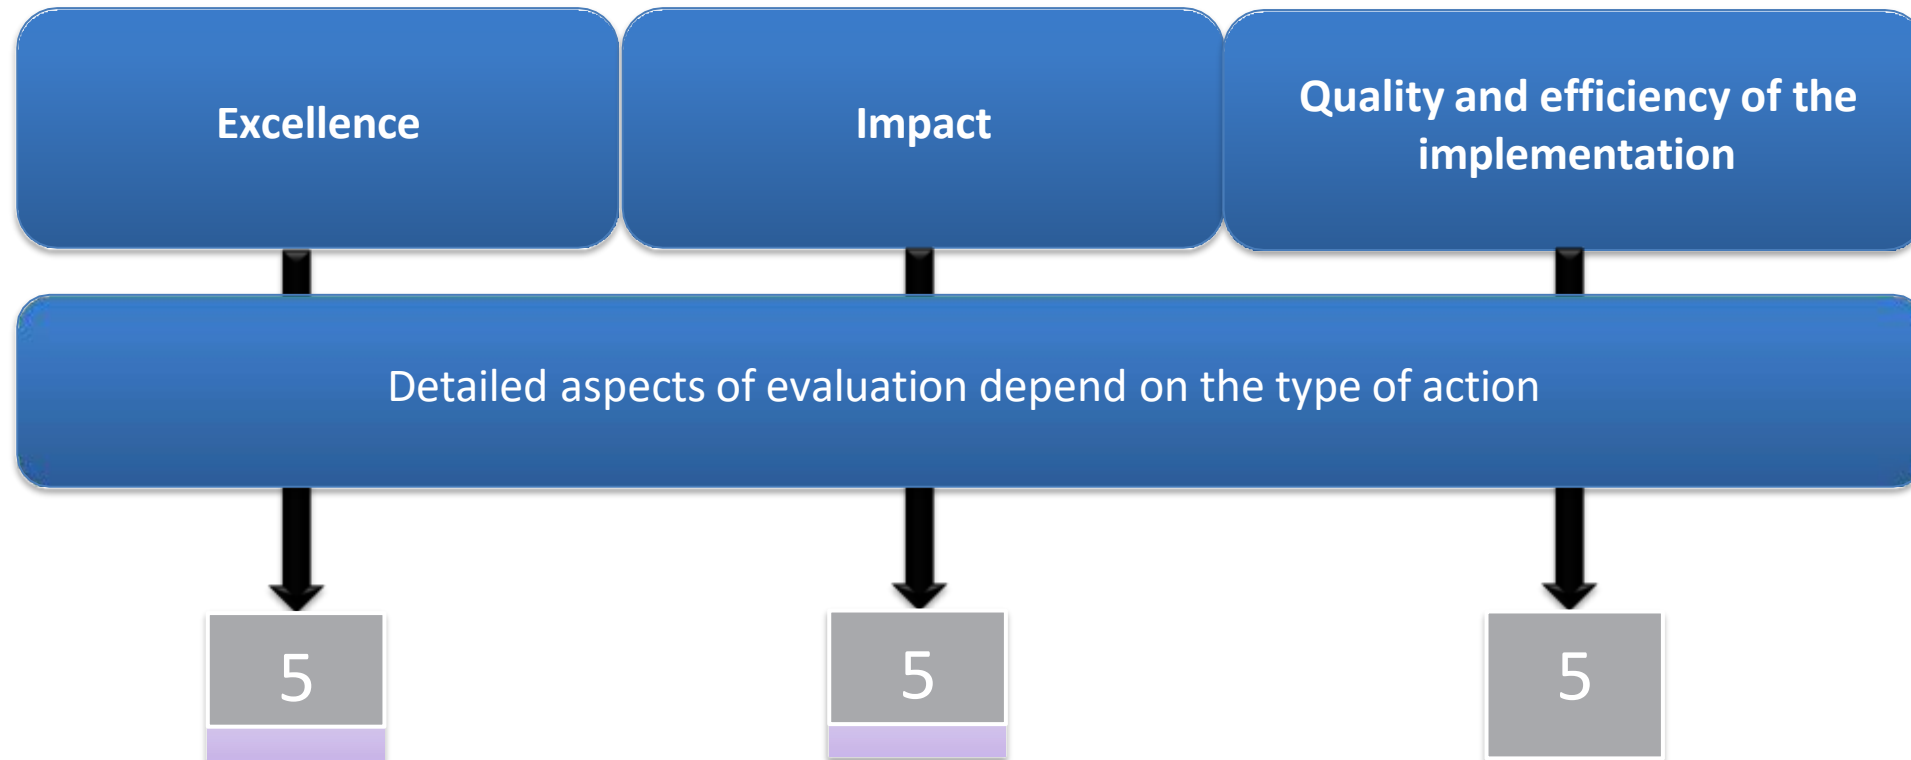 Excellence
Impact
Quality and efficiency of the
implementation
Detailed aspects of evaluation depend on the type of action
5
5
5